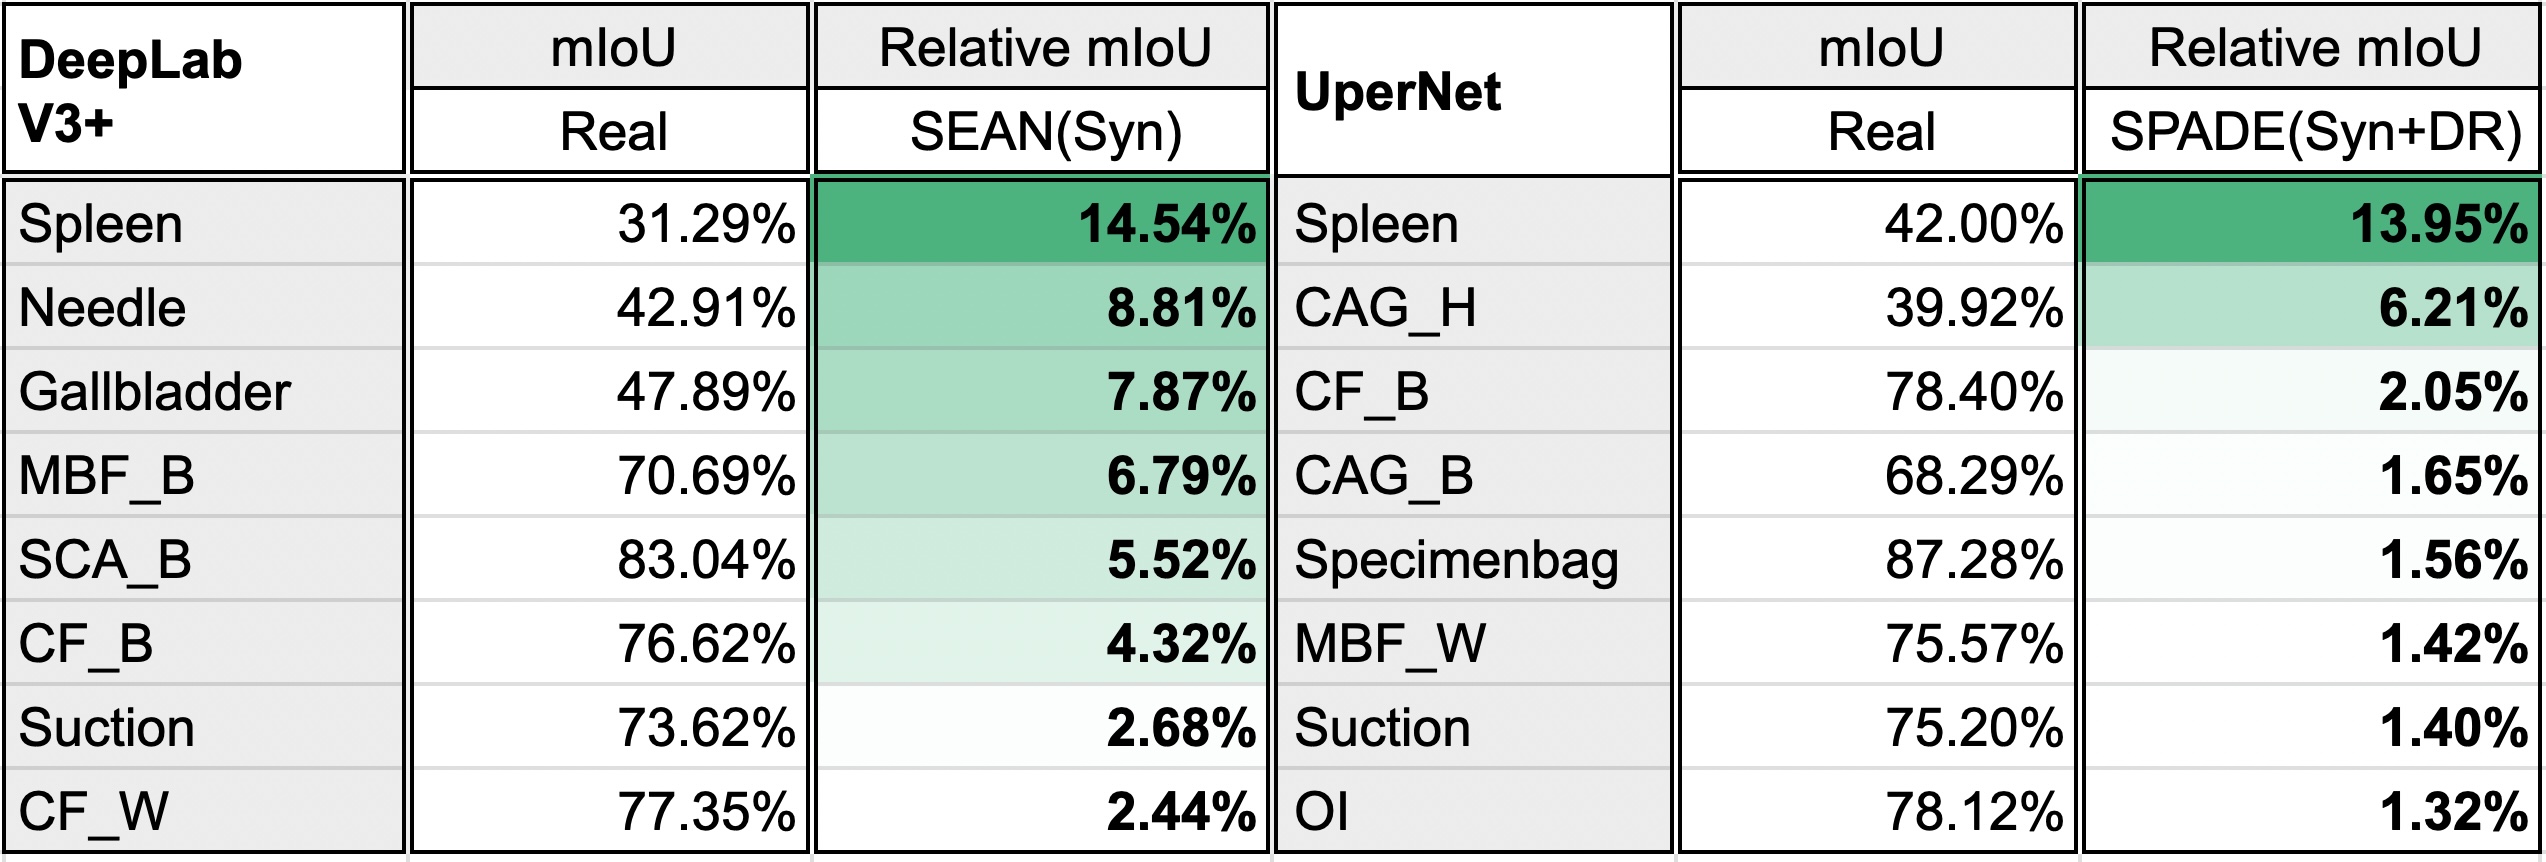 DeepLab V3+ mIoU Relative mIoU UperNet mIoU Relative mIoU
Real SEAN(Syn) Real SPADE(Syn+DR)
Spleen 31.29% 14.54% Spleen 42.00% 13.95%
Needle 42.91% 8.81% CAG_H 39.92% 6.21%
Gallbladder 47.89% 7.87% CF_B 78.40% 2.05%
MBF_B 70.69% 6.79% CAG_B 68.29% 1.65%
SCA_B 83.04% 5.52% Specimenbag 87.28% 1.56%
CF_B 76.62% 4.32% MBF_W 75.57% 1.42%
Suction 73.62% 2.68% Suction 75.20% 1.40%
CF_W 77.35% 2.44% OI 78.12% 1.32%